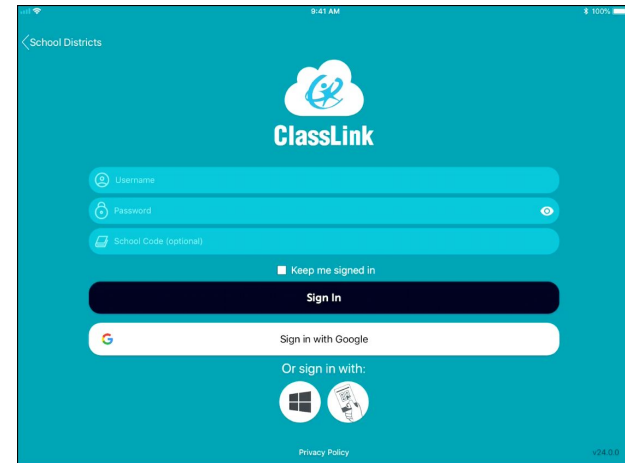 9:41 AM
100%
School Districts
ClassLink
Username
Password
School Code (optional)
Keep me signed in
Sign In
Sign in with Google
Or sign in with:
Privacy Policy
v24.0.0